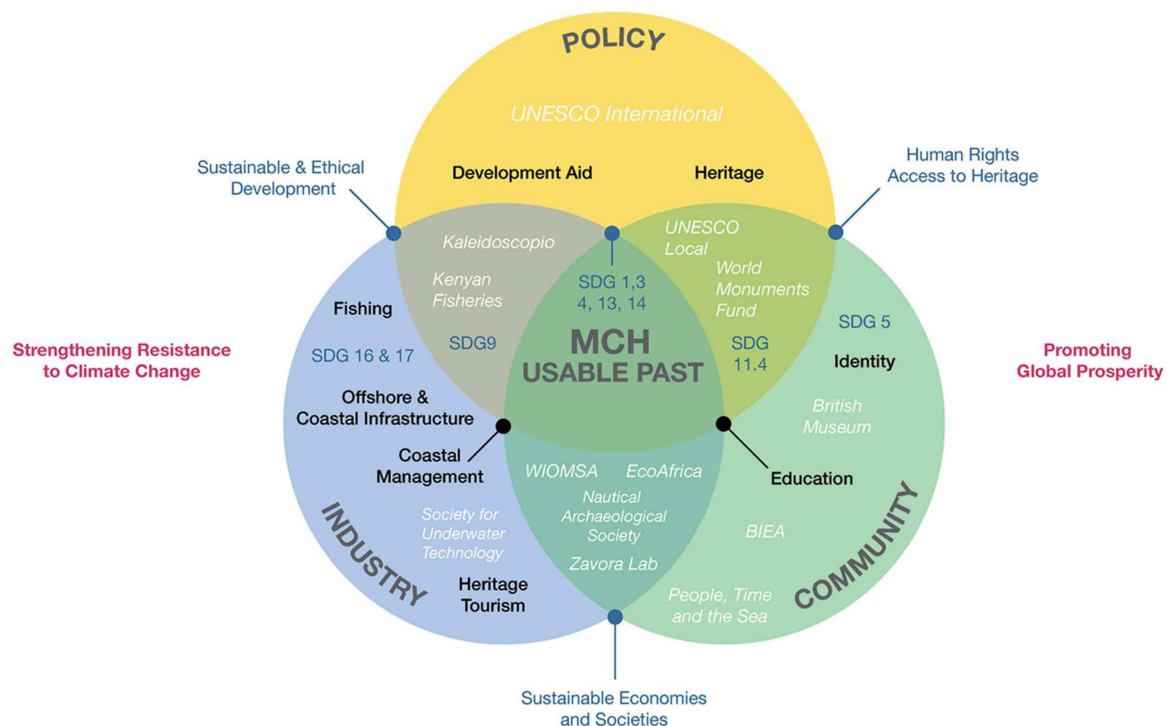 POLICY
UNESCO International
Sustainable & Ethical
Development
Human Rights
Access to Heritage
Development Aid
Heritage
Kaleidoscopio
UNESCO
Local
Kenyan
Fisheries
SDG 1,3
4, 13, 14
World
Monuments
Fund
Fishing
SDG 5
SDG 16 & 17
SDG9
MCH
USABLE PAST
SDG
11.4
Identity
Strengthening Resistance
to Climate Change
Promoting
Global Prosperity
Offshore &
Coastal Infrastructure
British
Museum
Coastal
Management
WIOMSA
EcoAfrica
Education
Nautical
Archaeological
Society
Society for
Underwater
Technology
BIEA
Zavora Lab
INDUSTRY
COMMUNITY
Heritage
Tourism
People, Time
and the Sea
Sustainable Economies
and Societies